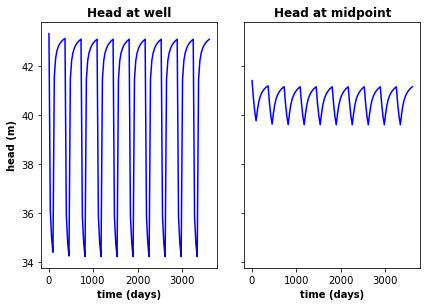 Head at well
Head at midpoint
head (m)
42
40
38
36
34
0 1000 2000 3000
0 1000 2000 3000
time (days)
time (days)